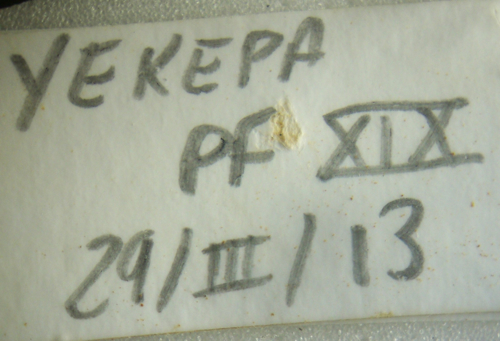 YEKEPA
PF XIX
29/III/13